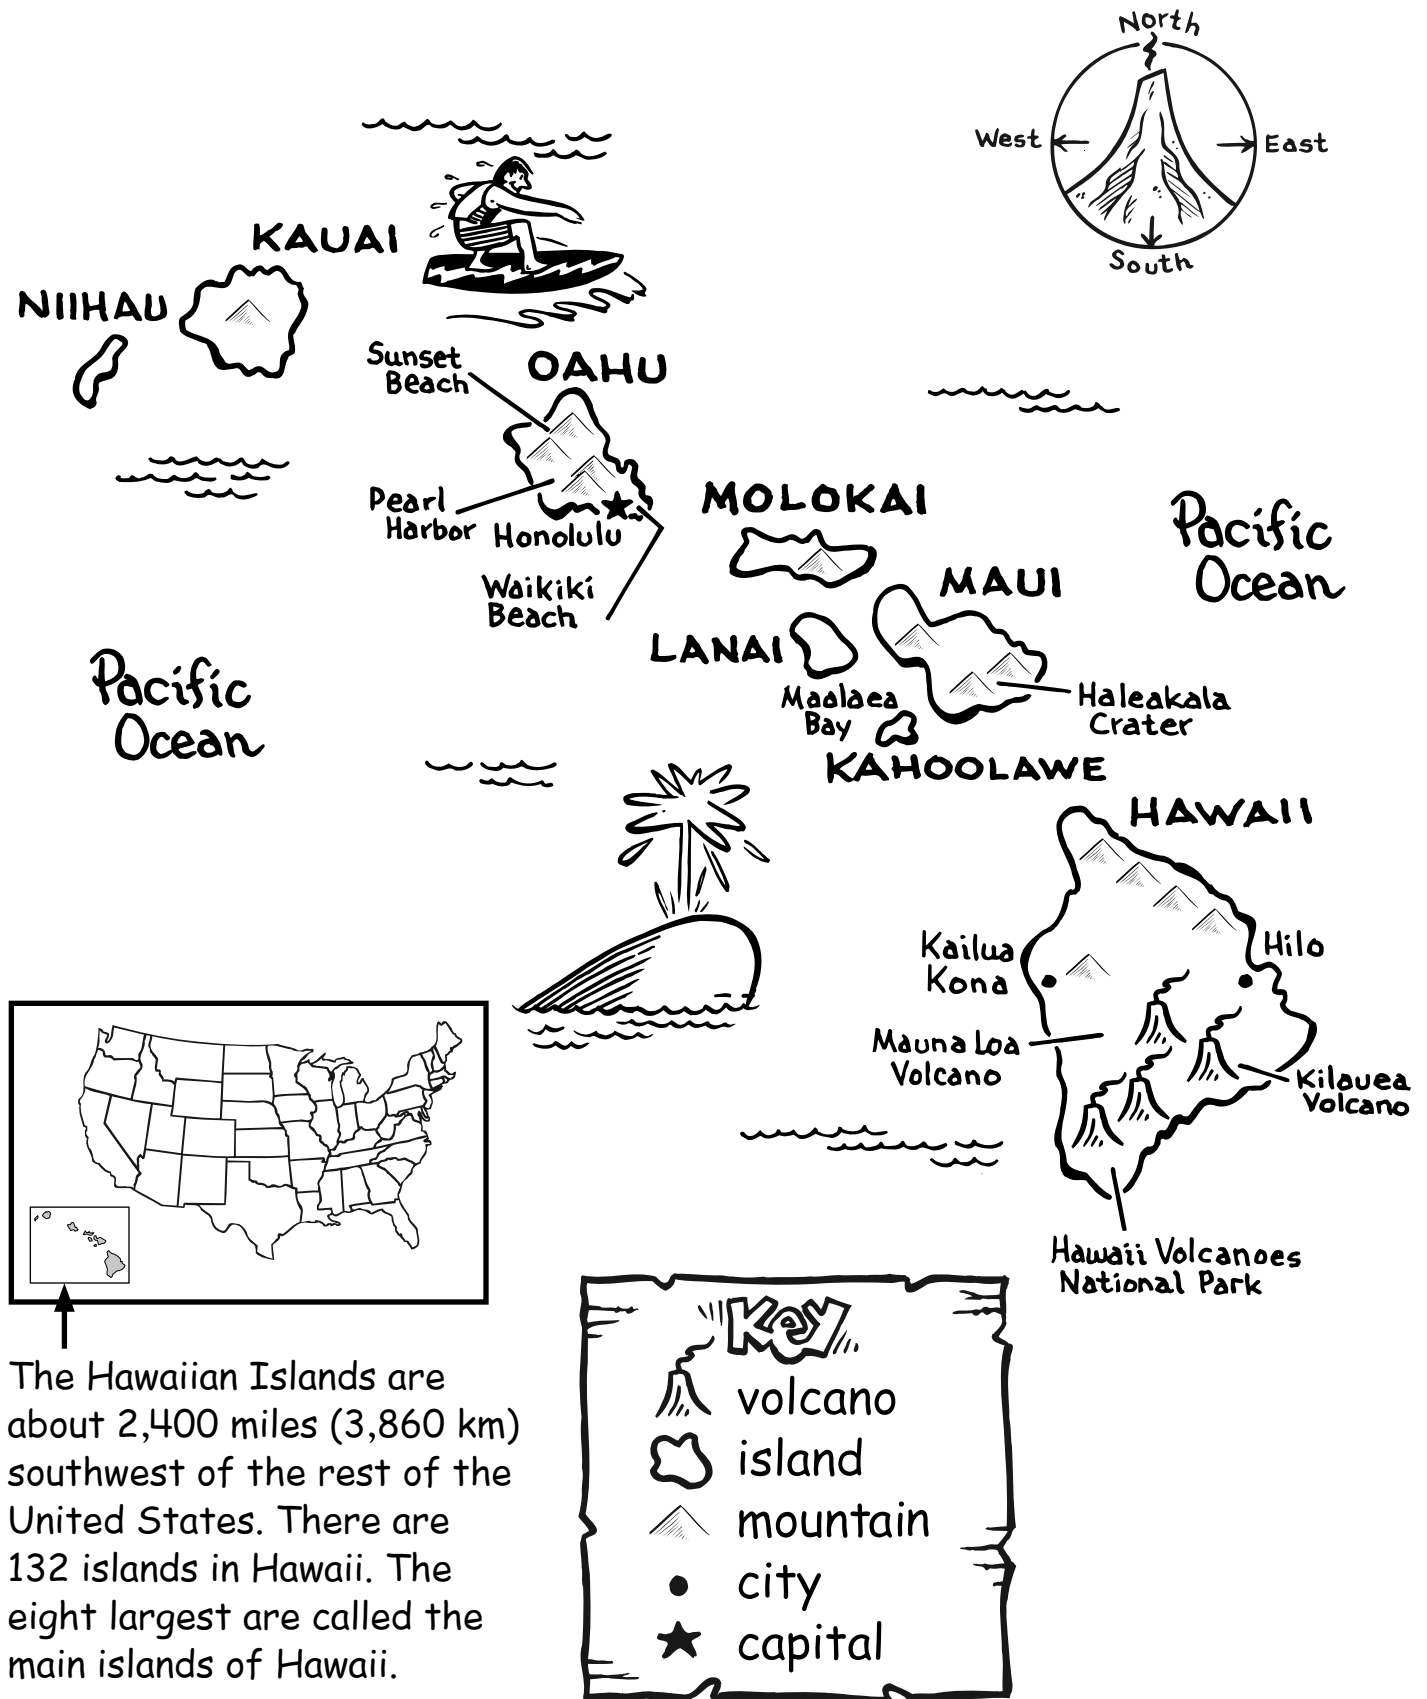 North
West
East
South
KAUAI
NIIHAU
Sunset
Beach
OAHU
Pearl
Harbor
Honolulu
Waikiki
Beach
MOLOKAI
Pacific
Ocean
MAUI
LANAI
Maalaea
Bay
Haleakala
Crater
KAHOOLAWE
Pacific
Ocean
HAWAII
Kailua
Kona
Hilo
Mauna Loa
Volcano
Kilauea
Volcano
Hawaii Volcanoes
National Park
The Hawaiian Islands are
about 2,400 miles (3,860 km)
southwest of the rest of the
United States. There are
132 islands in Hawaii. The
eight largest are called the
main islands of Hawaii.
Key
volcano
island
mountain
city
capital